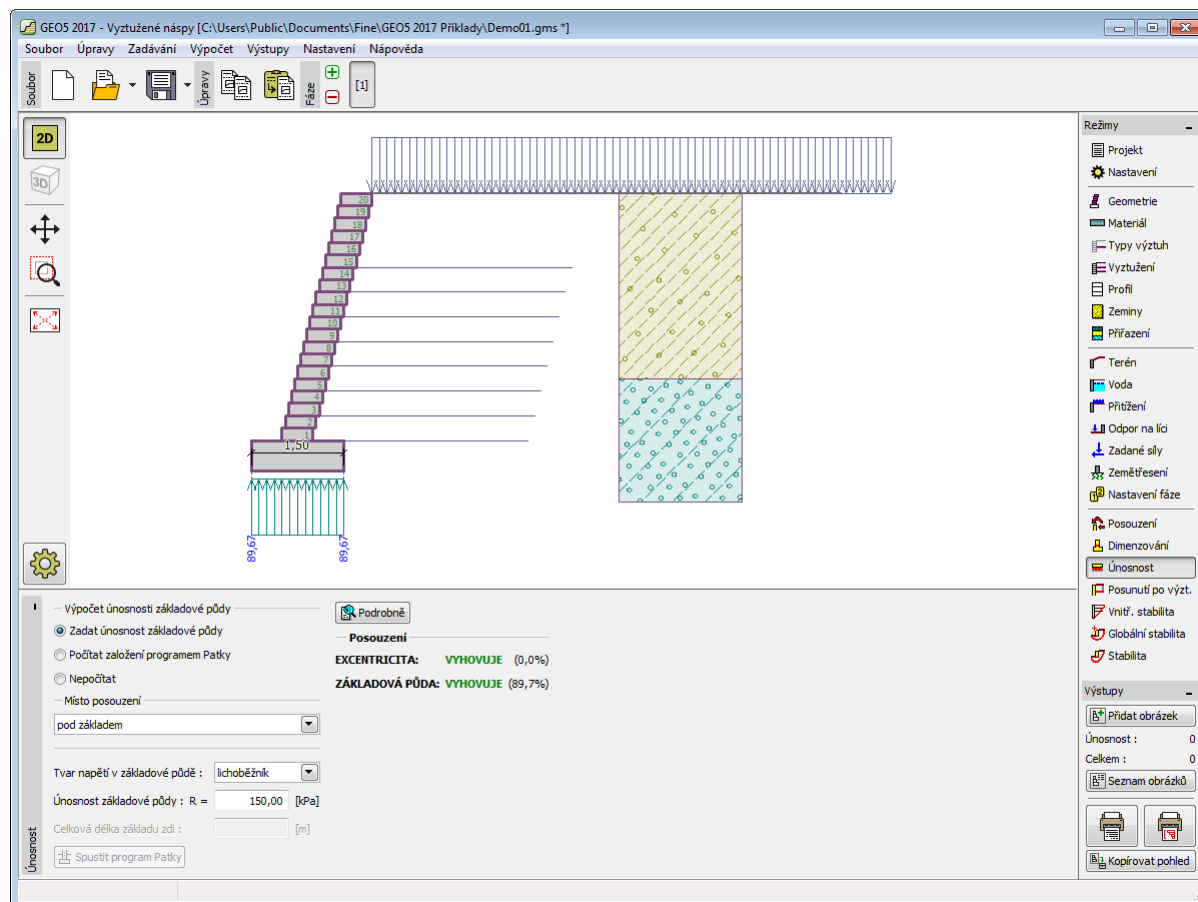 GEO5 2017 - Vyztužené náspy [C:\Users\Public\Documents\Fine\GEO5 2017 Příklady\Demo01.gms *]
Soubor Úpravy Zadávání Výpočet Výstupy Nastavení Nápověda
Soubor
Úpravy
Fáze
[1]
2D
3D
20
19
18
17
16
15
14
13
12
11
10
9
8
7
6
5
4
3
2
1
1,50
89,67
89,67
Režimy
Projekt
Nastavení
Geometrie
Materiál
Typy výztuh
Vyztužení
Profil
Zeminy
Přiřazení
Terén
Voda
Přitížení
Odpor na líci
Zadané síly
Zemětřesení
Nastavení fáze
Posouzení
Dimenzování
Únosnost
Posunutí po výzt.
Vnitř. stabilita
Globální stabilita
Stabilita
Výstupy
Přidat obrázek
Únosnost : 0
Celkem : 0
Seznam obrázků
Kopírovat pohled
Únosnost
Výpočet únosnosti základové půdy
Zadat únosnost základové půdy
Počítat založení programem Patky
Nepočítat
Místo posouzení
pod základem
Tvar napětí v základové půdě : lichoběžník
Únosnost základové půdy : R = 150,00 [kPa]
Celková délka základu zdi : [m]
Spustit program Patky
Podrobně
Posouzení
EXCENTRICITA: VYHOVUJE (0,0%)
ZÁKLADOVÁ PŮDA: VYHOVUJE (89,7%)